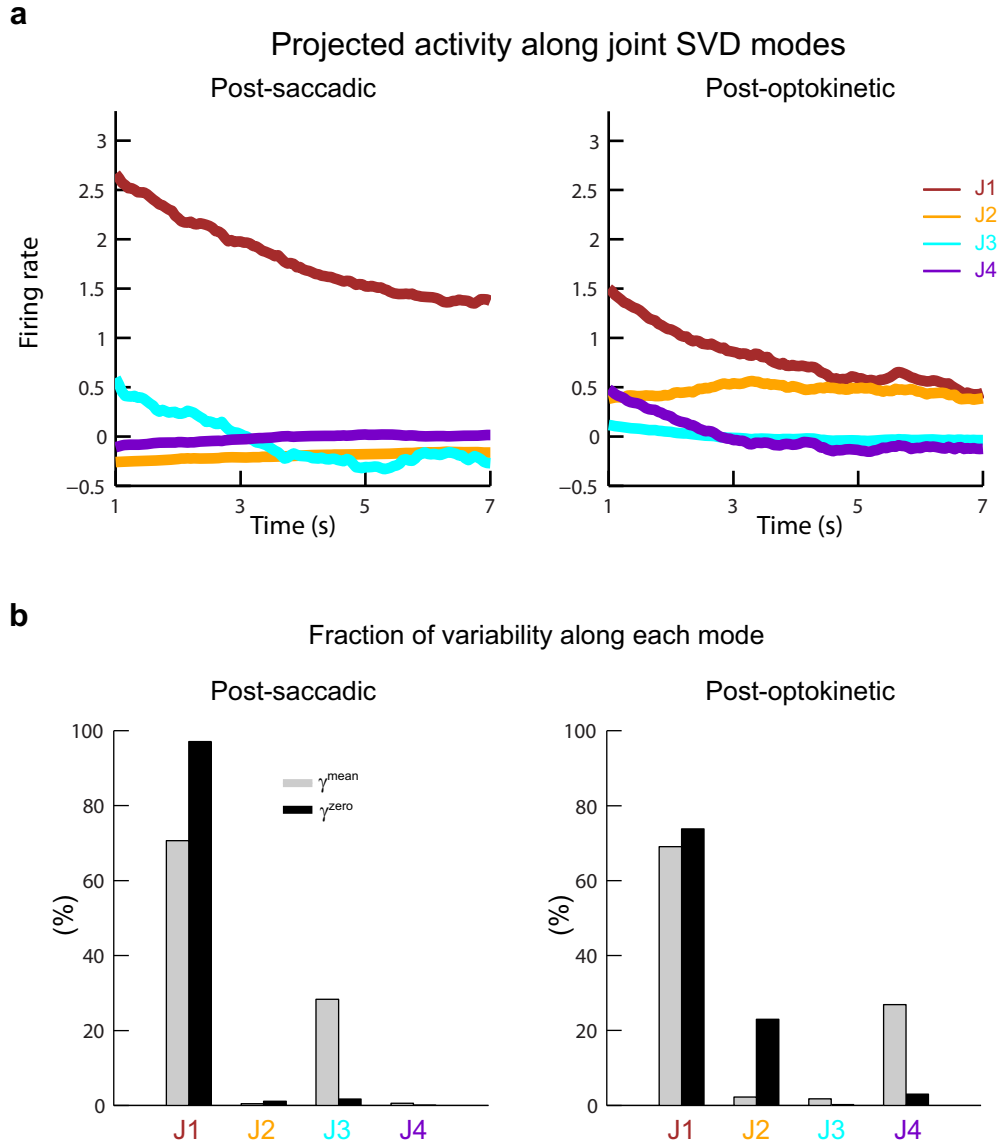 a
Projected activity along joint SVD modes
Post-saccadic
Post-optokinetic
Firing rate
3
2.5
2
1.5
1
0.5
0
−0.5
1 3 5 7
Time (s)
3
2.5
2
1.5
1
0.5
0
−0.5
1 3 5 7
Time (s)
J1
J2
J3
J4
b
Fraction of variability along each mode
Post-saccadic
Post-optokinetic
(%)
100
80
60
40
20
0
γmean
γzero
J1 J2 J3 J4
(%)
100
80
60
40
20
0
J1 J2 J3 J4